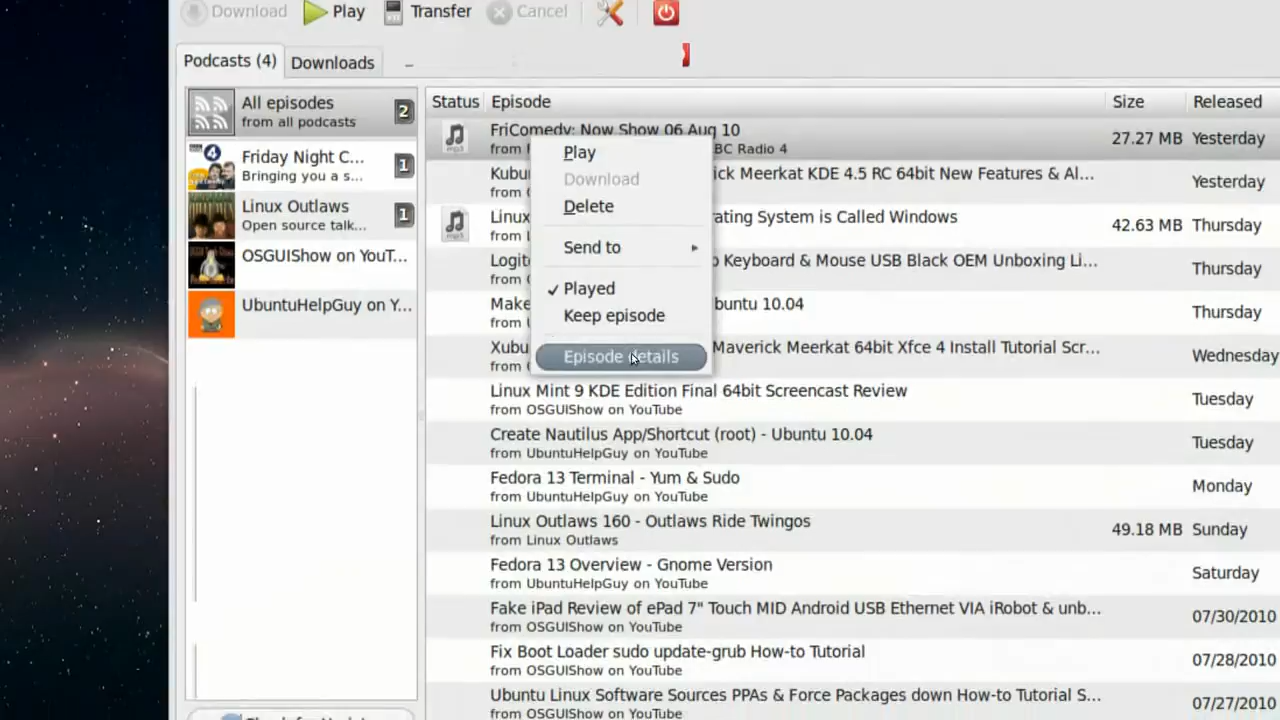 Download Play Transfer Cancel
Podcasts (4) Downloads
Status Episode Size Released
All episodes 2
from all podcasts
Friday Night C... 1
Bringing you a s...
Linux Outlaws 1
Open source talk...
OSGUIShow on YouT...
UbuntuHelpGuy on Y...
FriComedy: Now Show 06 Aug 10 27.27 MB Yesterday
from BC Radio 4
Kubu ick Meerkat KDE 4.5 RC 64bit New Features & Al... Yesterday
Linux rating System is Called Windows 42.63 MB Thursday
Logit Keyboard & Mouse USB Black OEM Unboxing Li... Thursday
Make buntu 10.04 Thursday
Xubu Maverick Meerkat 64bit Xfce 4 Install Tutorial Scr... Wednesday
Play
Download
Delete
Send to
Played
Keep episode
Episode details
Linux Mint 9 KDE Edition Final 64bit Screencast Review Tuesday
from OSGUIShow on YouTube
Create Nautilus App/Shortcut (root) - Ubuntu 10.04 Tuesday
from UbuntuHelpGuy on YouTube
Fedora 13 Terminal - Yum & Sudo Monday
from UbuntuHelpGuy on YouTube
Linux Outlaws 160 - Outlaws Ride Twingos 49.18 MB Sunday
from Linux Outlaws
Fedora 13 Overview - Gnome Version Saturday
from UbuntuHelpGuy on YouTube
Fake iPad Review of ePad 7" Touch MID Android USB Ethernet VIA iRobot & unb... 07/30/2010
from OSGUIShow on YouTube
Fix Boot Loader sudo update-grub How-to Tutorial 07/28/2010
from OSGUIShow on YouTube
Ubuntu Linux Software Sources PPAs & Force Packages down How-to Tutorial S... 07/27/2010
from OSGUIShow on YouTube